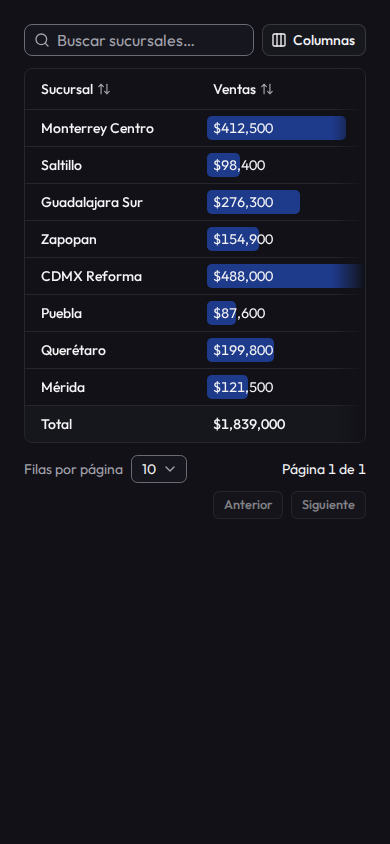 Buscar sucursales...
Columnas
Sucursal Ventas
Monterrey Centro $412,500
Saltillo $98,400
Guadalajara Sur $276,300
Zapopan $154,900
CDMX Reforma $488,000
Puebla $87,600
Querétaro $199,800
Mérida $121,500
Total $1,839,000
Filas por página 10 Página 1 de 1
Anterior Siguiente